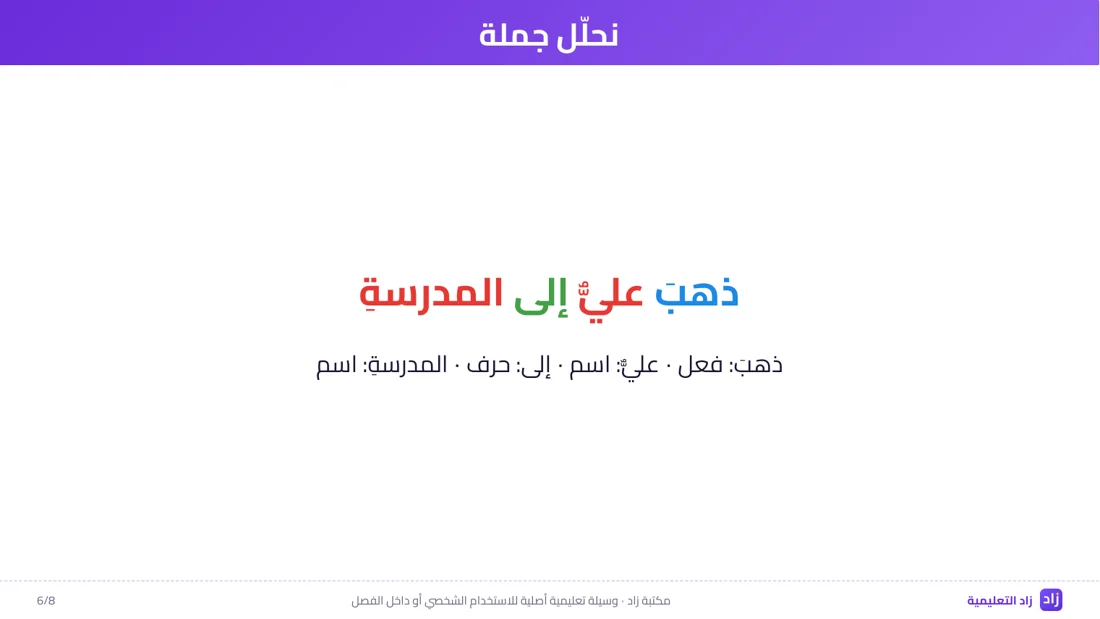 نحلّل جملة
ذهبَ عليٌّ إلى المدرسةِ
ذهبَ: فعل · عليٌّ: اسم · إلى: حرف · المدرسةِ: اسم
زاد زاد التعليمية
مكتبة زاد · وسيلة تعليمية أصلية للاستخدام الشخصي أو داخل الفصل
6/8